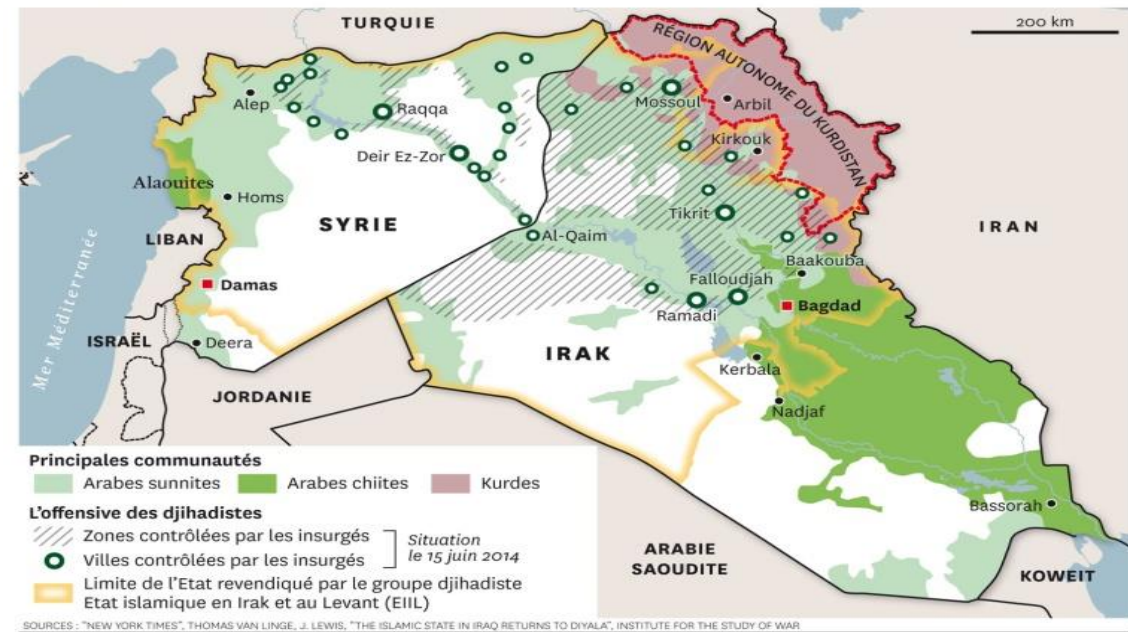 TURQUIE
200 km
RÉGION AUTONOME DU KURDISTAN
Alep
Raqqa
Mossoul
Arbil
Kirkouk
Deir Ez-Zor
Alaouites
Homs
SYRIE
Tikrit
IRAN
LIBAN
Al-Qaim
Baakouba
Mer Méditerranée
Damas
Falloudjah
Bagdad
Ramadi
ISRAËL
Deera
IRAK
Kerbala
JORDANIE
Nadjaf
Bassorah
ARABIE
SAOUDITE
KOWEIT
Principales communautés
Arabes sunnites
Arabes chiites
Kurdes
L'offensive des djihadistes
Zones contrôlées par les insurgés
Villes contrôlées par les insurgés
Situation
le 15 juin 2014
Limite de l'Etat revendiqué par le groupe djihadiste
Etat islamique en Irak et au Levant (EIIL)
SOURCES : "NEW YORK TIMES", THOMAS VAN LINGE, J. LEWIS, "THE ISLAMIC STATE IN IRAQ RETURNS TO DIYALA", INSTITUTE FOR THE STUDY OF WAR